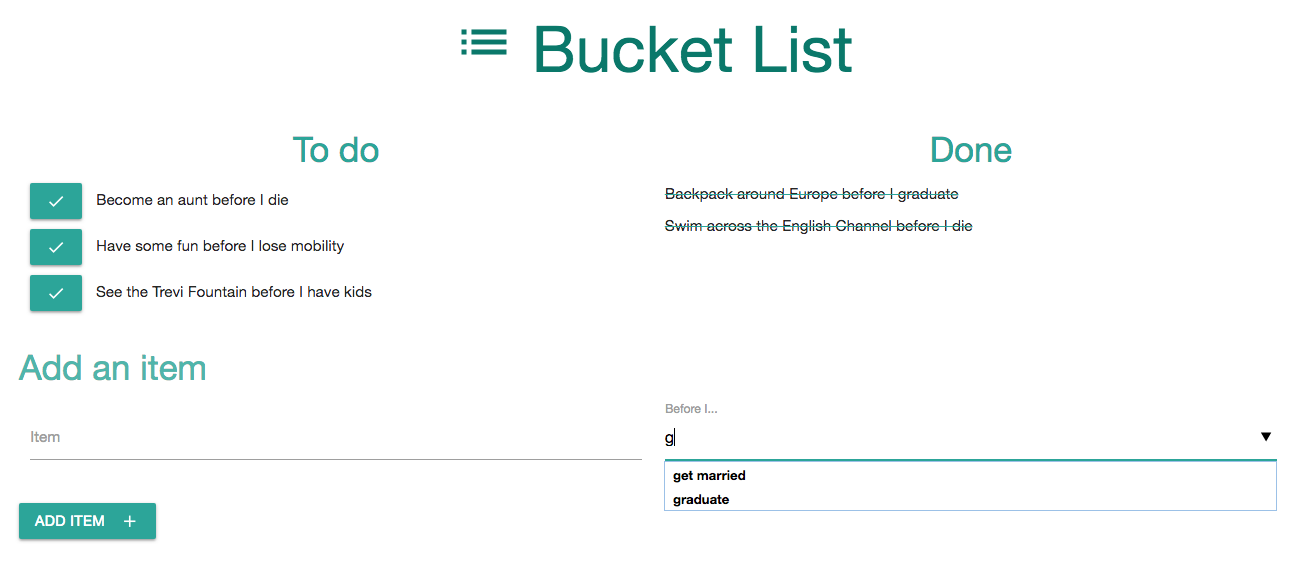 Bucket List
To do
Become an aunt before I die
Have some fun before I lose mobility
See the Trevi Fountain before I have kids
Done
Backpack around Europe before I graduate
Swim across the English Channel before I die
Add an item
Item
Before I...
g
get married
graduate
ADD ITEM +